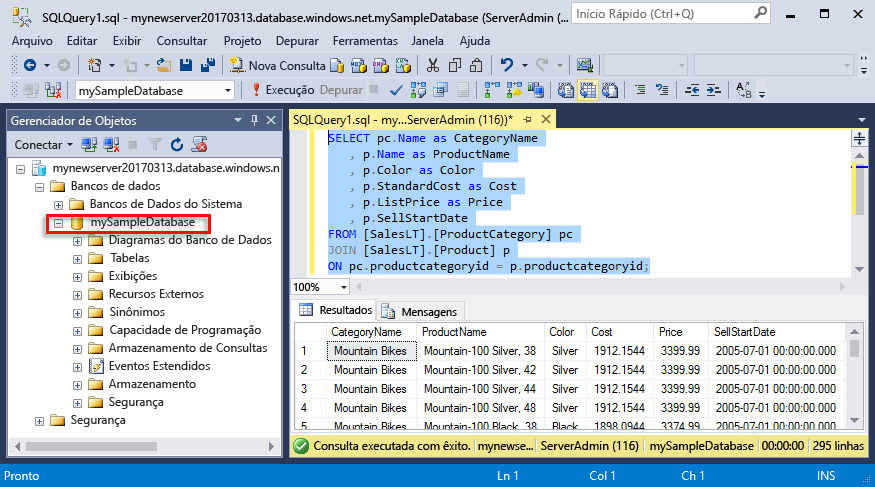 SQLQuery1.sql - mynewserver20170313.database.windows.net.mySampleDatabase (ServerAdmin (...
Início Rápido (Ctrl+Q)
Arquivo Editar Exibir Consultar Projeto Depurar Ferramentas Janela Ajuda
Nova Consulta
mySampleDatabase
Execução Depurar
Gerenciador de Objetos
Conectar
mynewserver20170313.database.windows.n
Bancos de dados
Bancos de Dados do Sistema
mySampleDatabase
Diagramas do Banco de Dados
Tabelas
Exibições
Recursos Externos
Sinônimos
Capacidade de Programação
Armazenamento de Consultas
Eventos Estendidos
Armazenamento
Segurança
Segurança
SQLQuery1.sql - my...ServerAdmin (116))*
SELECT pc.Name as CategoryName
, p.Name as ProductName
, p.Color as Color
, p.StandardCost as Cost
, p.ListPrice as Price
, p.SellStartDate
FROM [SalesLT].[ProductCategory] pc
JOIN [SalesLT].[Product] p
ON pc.productcategoryid = p.productcategoryid;
100%
Resultados Mensagens
CategoryName ProductName Color Cost Price SellStartDate
1 Mountain Bikes Mountain-100 Silver, 38 Silver 1912.1544 3399.99 2005-07-01 00:00:00.000
2 Mountain Bikes Mountain-100 Silver, 42 Silver 1912.1544 3399.99 2005-07-01 00:00:00.000
3 Mountain Bikes Mountain-100 Silver, 44 Silver 1912.1544 3399.99 2005-07-01 00:00:00.000
4 Mountain Bikes Mountain-100 Silver, 48 Silver 1912.1544 3399.99 2005-07-01 00:00:00.000
5 Mountain Bikes Mountain-100 Black, 38 Black 1898.0944 3374.99 2005-07-01 00:00:00.000
Consulta executada com êxito. mynewse... ServerAdmin (116) mySampleDatabase 00:00:00 295 linhas
Pronto Ln 1 Col 1 Ch 1 INS